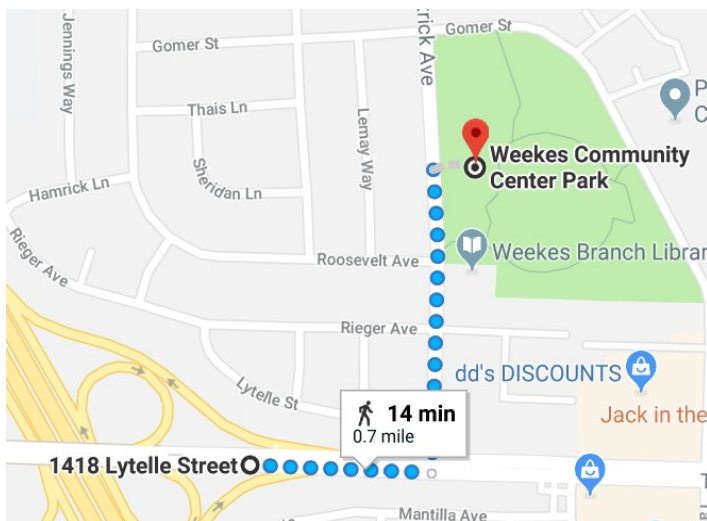 Jennings Way
Gomer St
rick Ave
Gomer St
Thais Ln
Lemay Way
Sheridan Ln
Hamrick Ln
P
C
Weekes Community
Center Park
Rieger Ave
Roosevelt Ave
Weekes Branch Librar
Rieger Ave
Lytelle St
dd's DISCOUNTS
14 min
0.7 mile
Jack in the
1418 Lytelle Street
T
Ta
Mantilla Ave